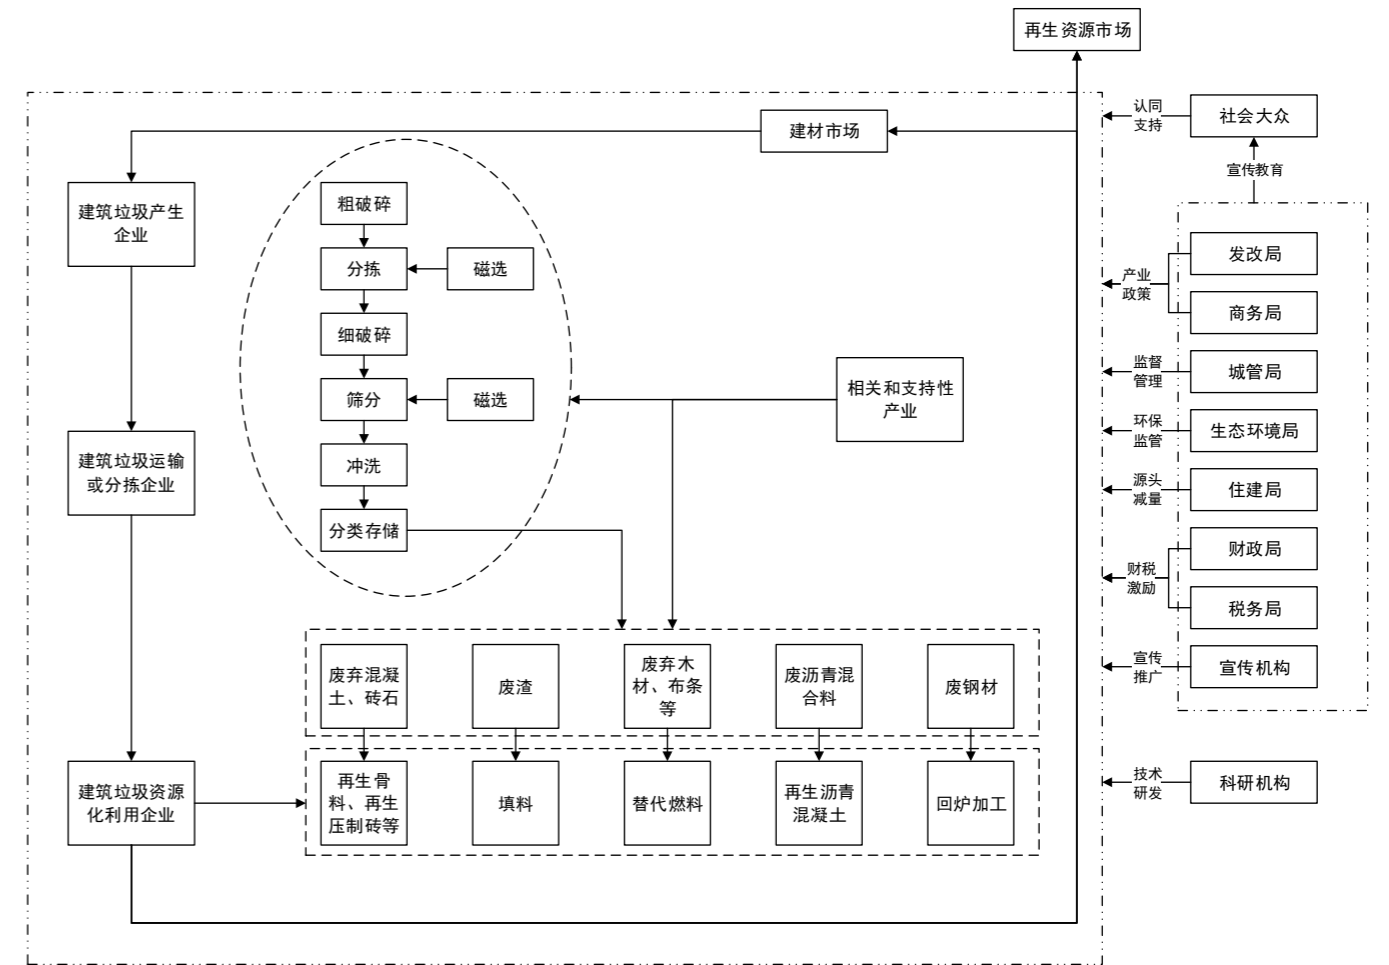 再生资源市场
建材市场
认同
支持
社会大众
宣传教育
建筑垃圾产生
企业
粗破碎
分拣
磁选
细破碎
筛分
磁选
冲洗
分类存储
相关和支持性
产业
建筑垃圾运输
或分拣企业
产业
政策
发改局
商务局
监督
管理
城管局
环保
监管
生态环境局
源头
减量
住建局
财税
激励
财政局
税务局
宣传
推广
宣传机构
废弃混凝
土、砖石
废渣
废弃木
材、布条
等
废沥青混
合料
废钢材
建筑垃圾资源
化利用企业
再生骨
料、再生
压制砖等
填料
替代燃料
再生沥青
混凝土
回炉加工
技术
研发
科研机构